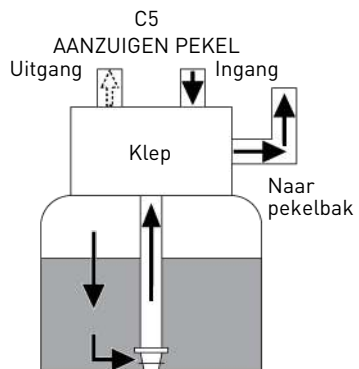 C5
AANZUIGEN PEKEL
Uitgang
Ingang
Klep
Naar
pekelbak